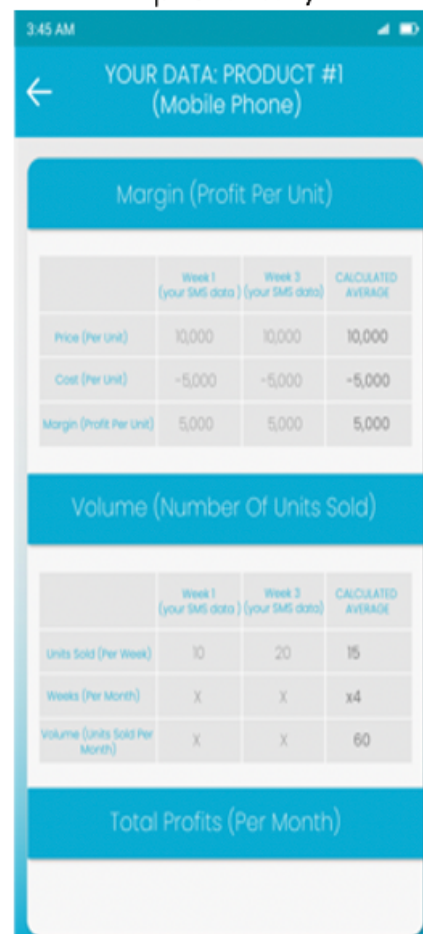 3:45 AM
YOUR DATA: PRODUCT #1
(Mobile Phone)
Margin (Profit Per Unit)
Week 1 Week 3 CALCULATED
(your SMS data ) (your SMS data) AVERAGE
Price (Per Unit) 10,000 10,000 10,000
Cost (Per Unit) -5,000 -5,000 -5,000
Margin (Profit Per Unit) 5,000 5,000 5,000
Volume (Number Of Units Sold)
Week 1 Week 3 CALCULATED
(your SMS data ) (your SMS data) AVERAGE
Units Sold (Per Week) 10 20 15
Weeks (Per Month) X X x4
Volume (Units Sold Per
Month) X X 60
Total Profits (Per Month)